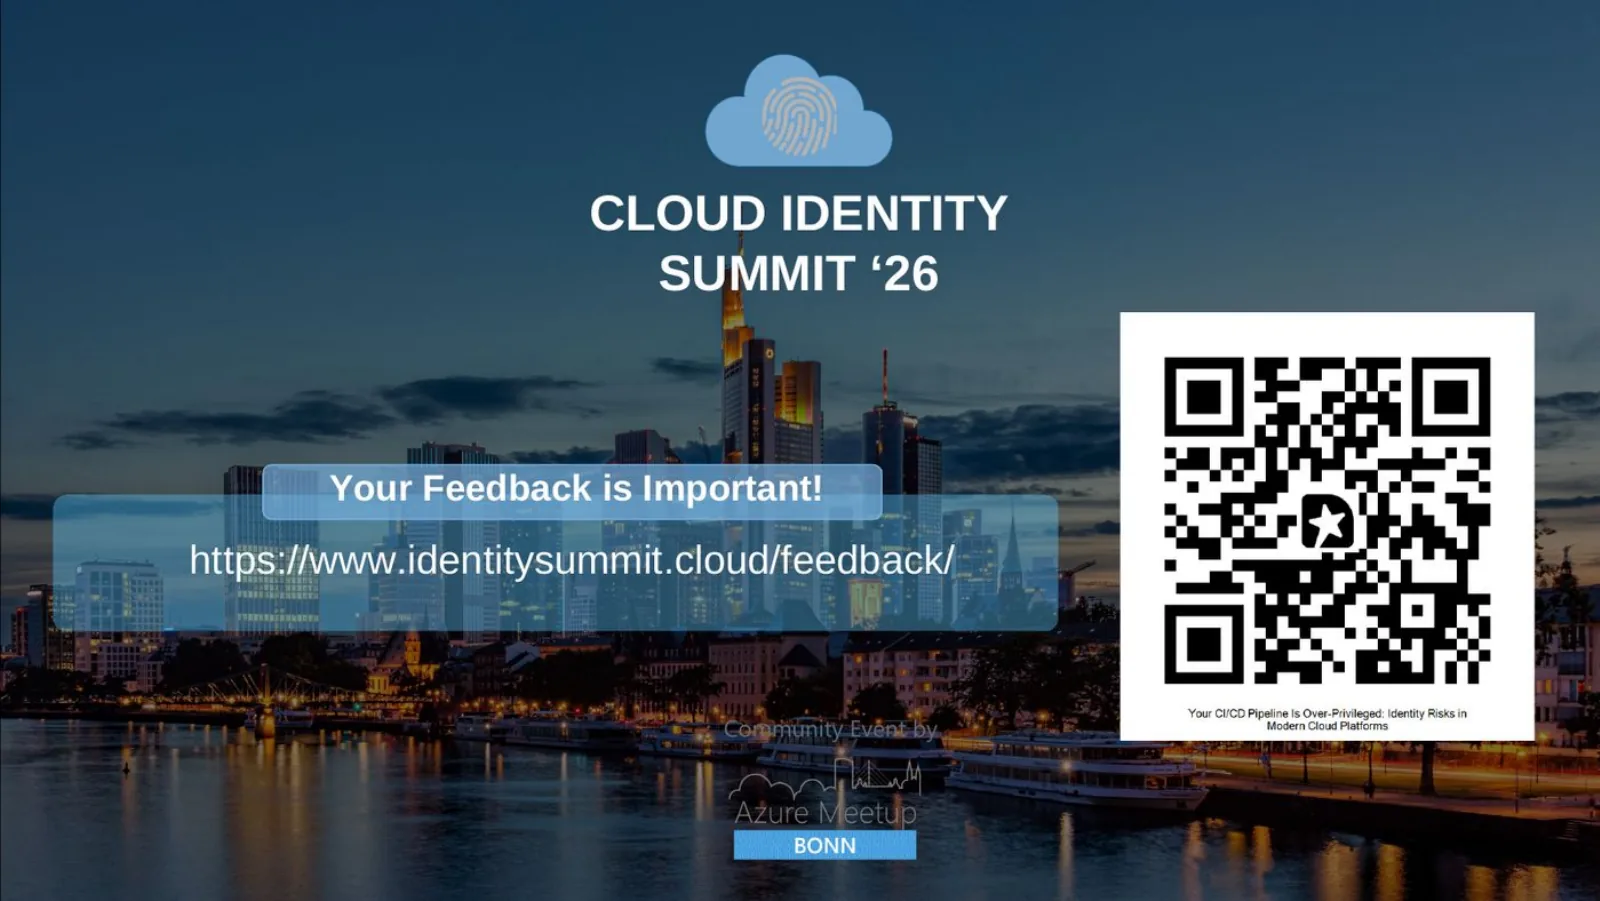 CLOUD IDENTITY
SUMMIT ‘26
Your Feedback is Important!
https://www.identitysummit.cloud/feedback/
Your CI/CD Pipeline Is Over-Privileged: Identity Risks in
Modern Cloud Platforms
Community Event by
Azure Meetup
BONN